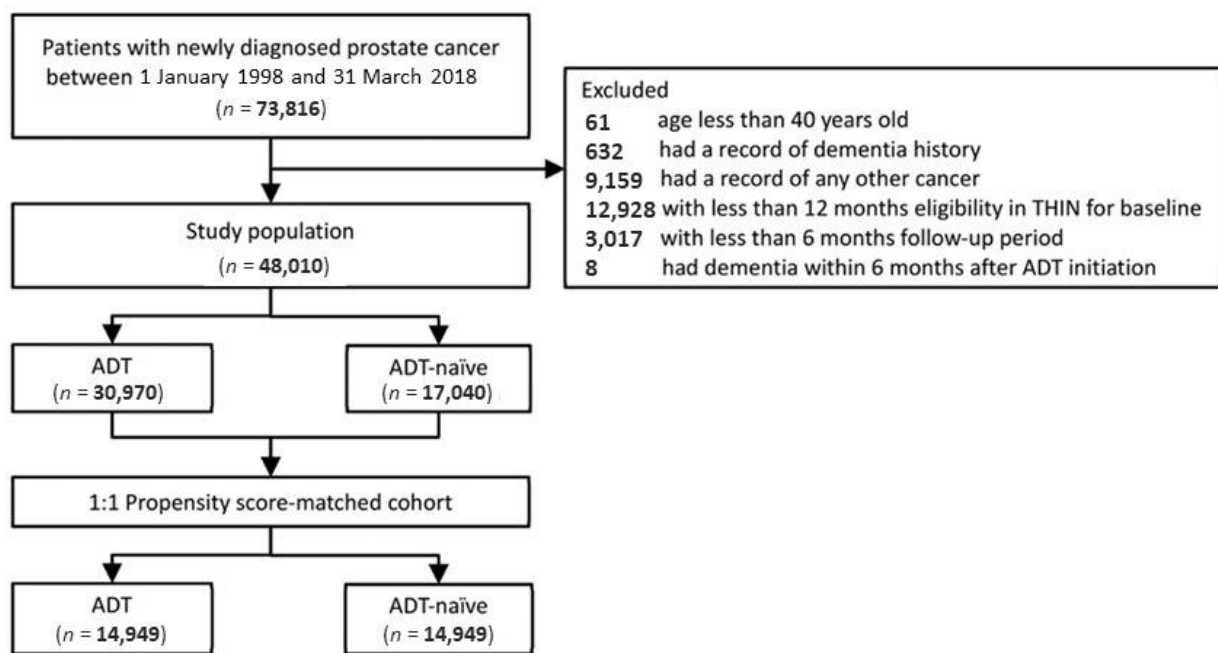 Patients with newly diagnosed prostate cancer
between 1 January 1998 and 31 March 2018
(n = 73,816)
Excluded
61 age less than 40 years old
632 had a record of dementia history
9,159 had a record of any other cancer
12,928 with less than 12 months eligibility in THIN for baseline
3,017 with less than 6 months follow-up period
8 had dementia within 6 months after ADT initiation
Study population
(n = 48,010)
ADT
(n = 30,970)
ADT-naïve
(n = 17,040)
1:1 Propensity score-matched cohort
ADT
(n = 14,949)
ADT-naïve
(n = 14,949)